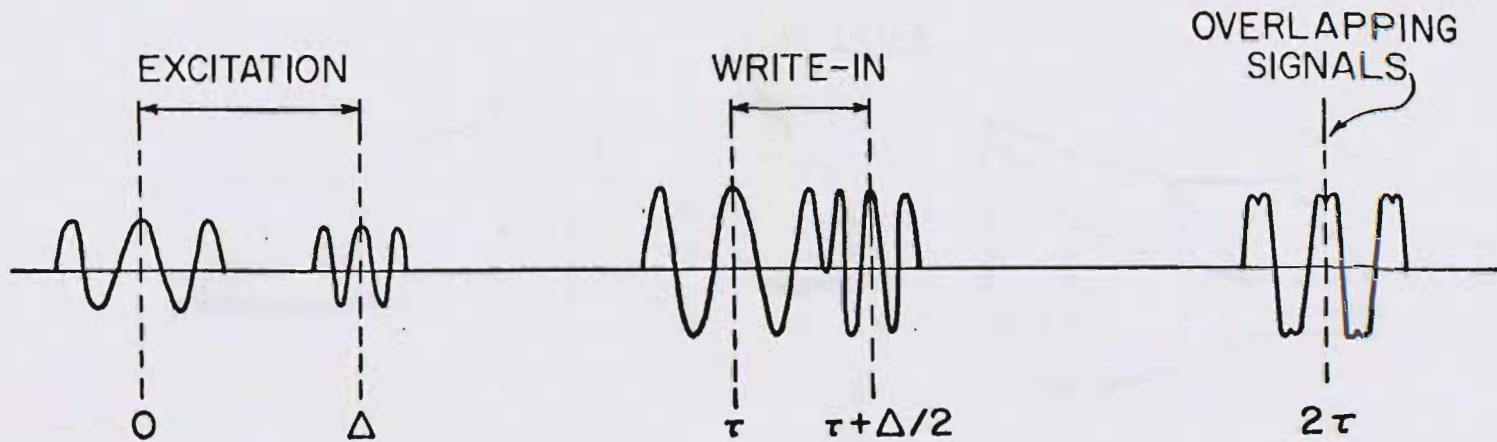 EXCITATION
WRITE-IN
OVERLAPPING
SIGNALS
0
Δ
τ
τ+Δ/2
2τ